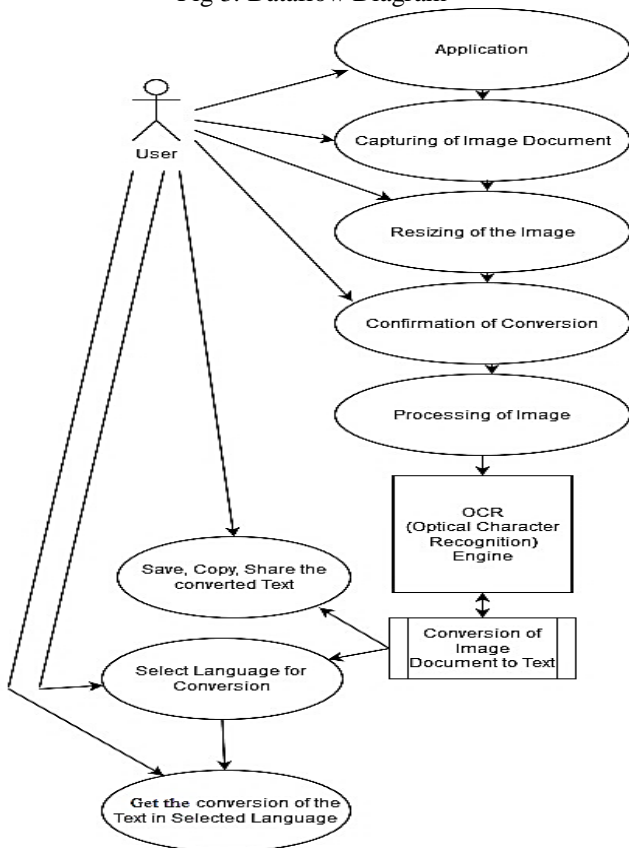 Fig 3: Dataflow Diagram
Application
User
Capturing of Image Document
Resizing of the Image
Confirmation of Conversion
Processing of Image
OCR
(Optical Character
Recognition)
Engine
Save, Copy, Share the
converted Text
Conversion of
Image
Document to Text
Select Language for
Conversion
Get the conversion of the
Text in Selected Language